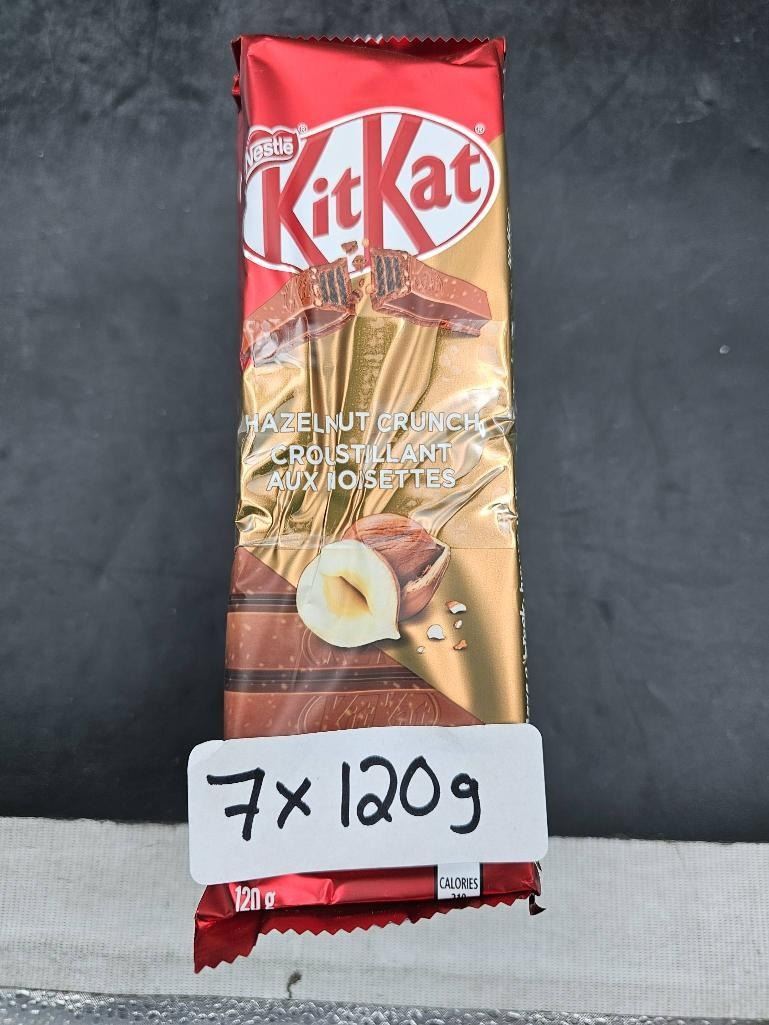 Nestlé®
KitKat®
HAZELNUT CRUNCH
CROUSTILLANT
AUX NOISETTES
7x120g
120 g
CALORIES